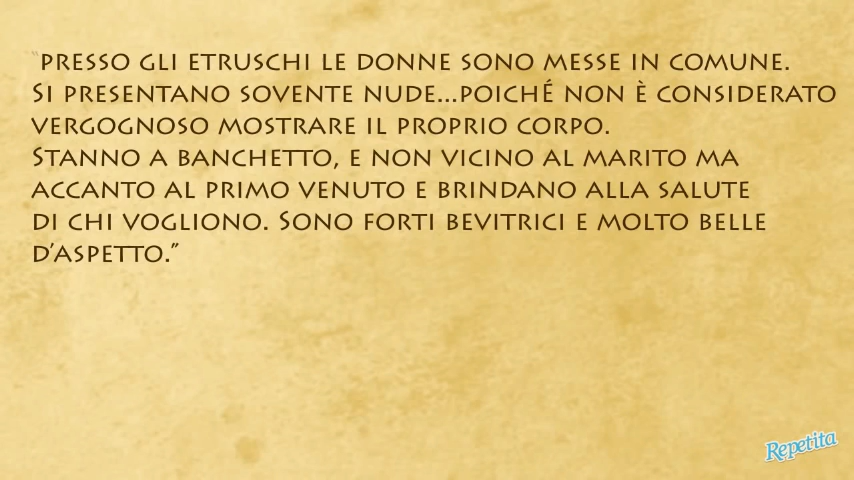 “PRESSO GLI ETRUSCHI LE DONNE SONO MESSE IN COMUNE.
SI PRESENTANO SOVENTE NUDE...POICHÉ NON È CONSIDERATO
VERGOGNOSO MOSTRARE IL PROPRIO CORPO.
STANNO A BANCHETTO, E NON VICINO AL MARITO MA
ACCANTO AL PRIMO VENUTO E BRINDANO ALLA SALUTE
DI CHI VOGLIONO. SONO FORTI BEVITRICI E MOLTO BELLE
D’ASPETTO.”
Repetita